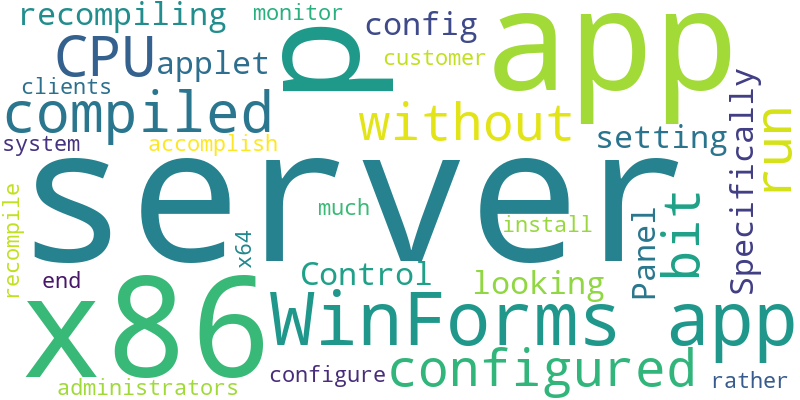 recompiling
monitor
config
app
CPU
applet
customer
p
clients
compiled
without
setting
Specifically
run
system
accomplish
server
recompile
x64
much
install
bit
Panel
end
Control
looking
x86
WinForms app
configured
configure
rather
administrators